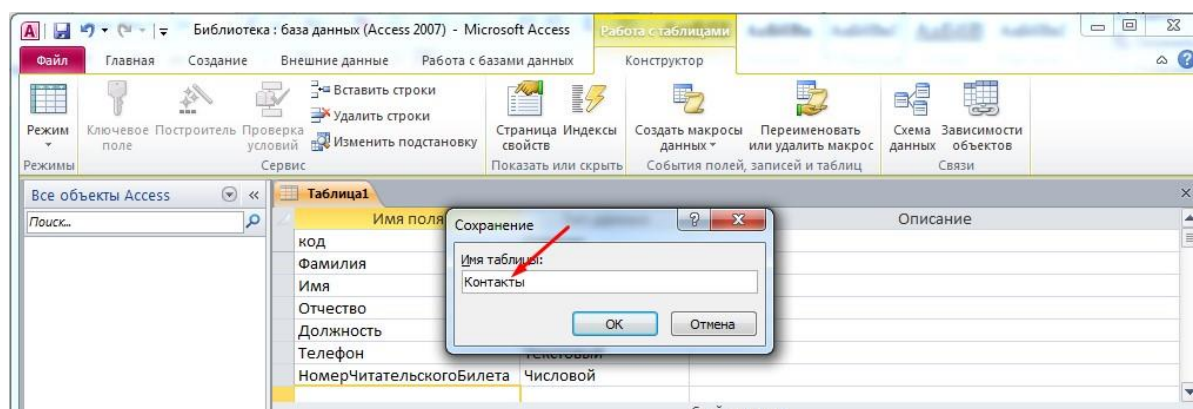 Библиотека : база данных (Access 2007) - Microsoft Access Работа с таблицами
Файл Главная Создание Внешние данные Работа с базами данных Конструктор
Режим
Ключевое поле
Построитель
Проверка условий
Вставить строки
Удалить строки
Изменить подстановку
Страница свойств
Индексы
Создать макросы данных
Переименовать или удалить макрос
Схема данных
Зависимости объектов
Режимы Сервис Показать или скрыть События полей, записей и таблиц Связи
Все объекты Access
Поиск...
Таблица1
Имя поля Описание
код
Фамилия
Имя
Отчество
Должность
Телефон Текстовый
НомерЧитательскогоБилета Числовой
Сохранение
Имя таблицы:
Контакты
ОК Отмена